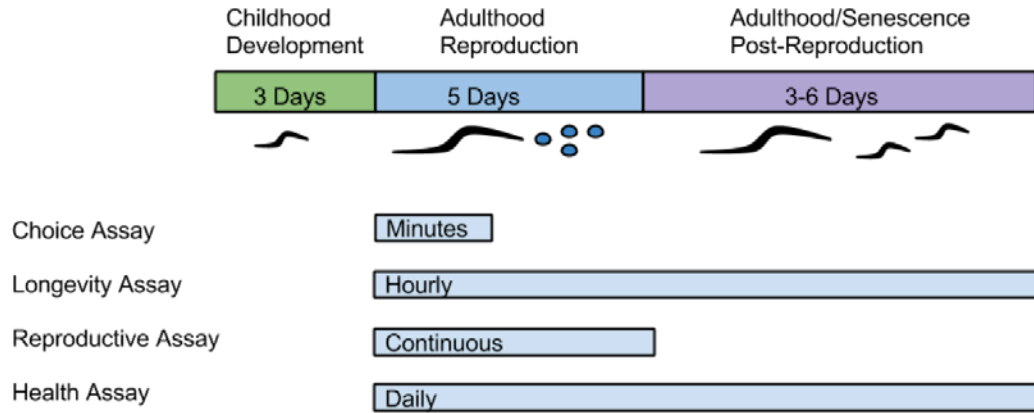 Childhood
Development
Adulthood
Reproduction
Adulthood/Senescence
Post-Reproduction
3 Days
5 Days
3-6 Days
Choice Assay
Minutes
Longevity Assay
Hourly
Reproductive Assay
Continuous
Health Assay
Daily